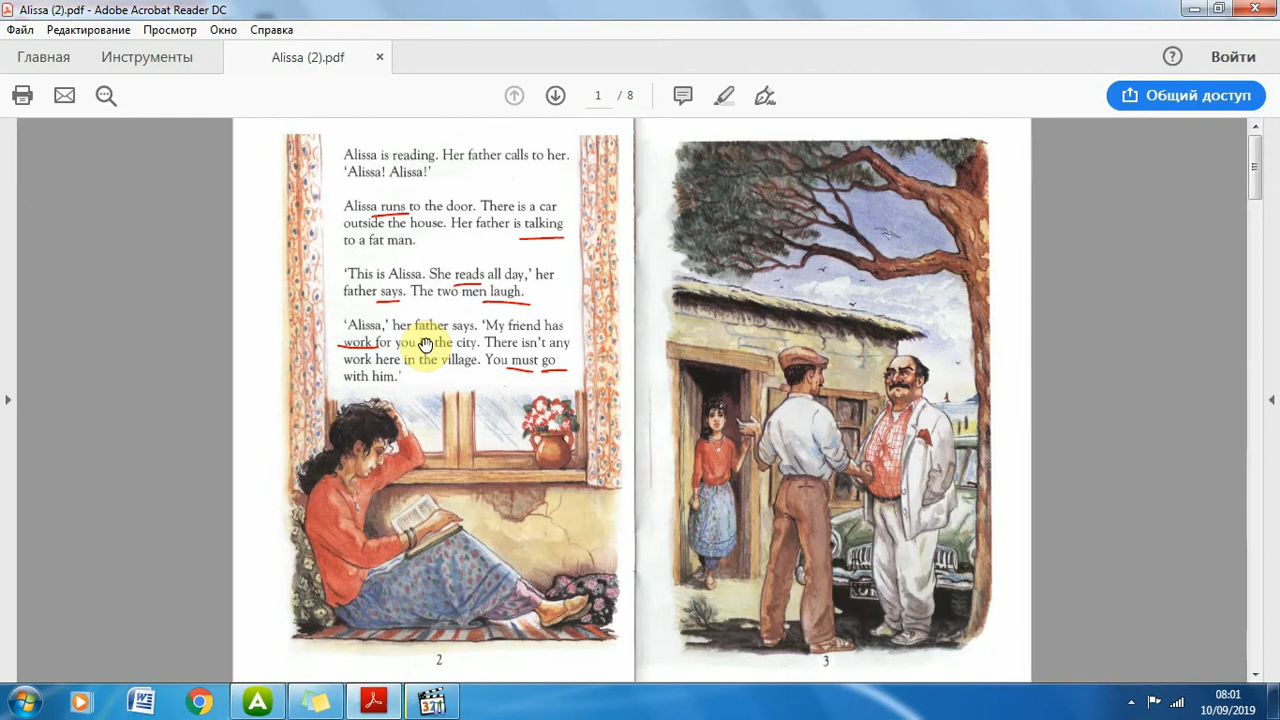 Alissa (2).pdf - Adobe Acrobat Reader DC
Файл Редактирование Просмотр Окно Справка
Главная Инструменты Alissa (2).pdf × Войти
1 / 8 Общий доступ
Alissa is reading. Her father calls to her.
‘Alissa! Alissa!’
Alissa runs to the door. There is a car
outside the house. Her father is talking
to a fat man.
‘This is Alissa. She reads all day,’ her
father says. The two men laugh.
‘Alissa,’ her father says. ‘My friend has
work for you the city. There isn’t any
work here in the village. You must go
with him.’
2
3
321
08:01
10/09/2019